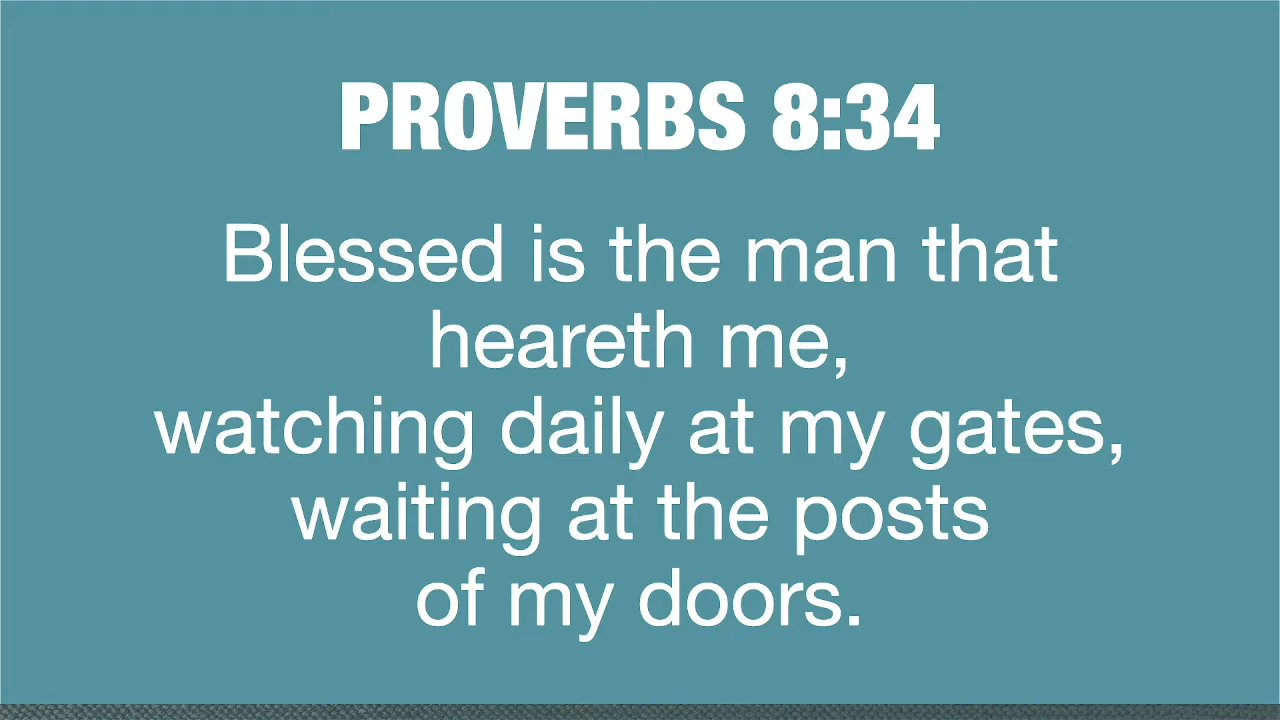 PROVERBS 8:34
Blessed is the man that
heareth me,
watching daily at my gates,
waiting at the posts
of my doors.